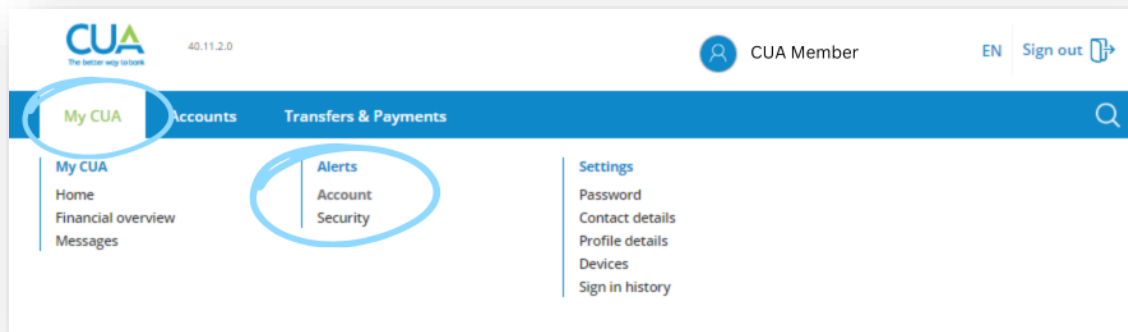 CUA
The better way to bank
40.11.2.0
CUA Member
EN
Sign out
My CUA
Accounts
Transfers & Payments
My CUA
Home
Financial overview
Messages
Alerts
Account
Security
Settings
Password
Contact details
Profile details
Devices
Sign in history